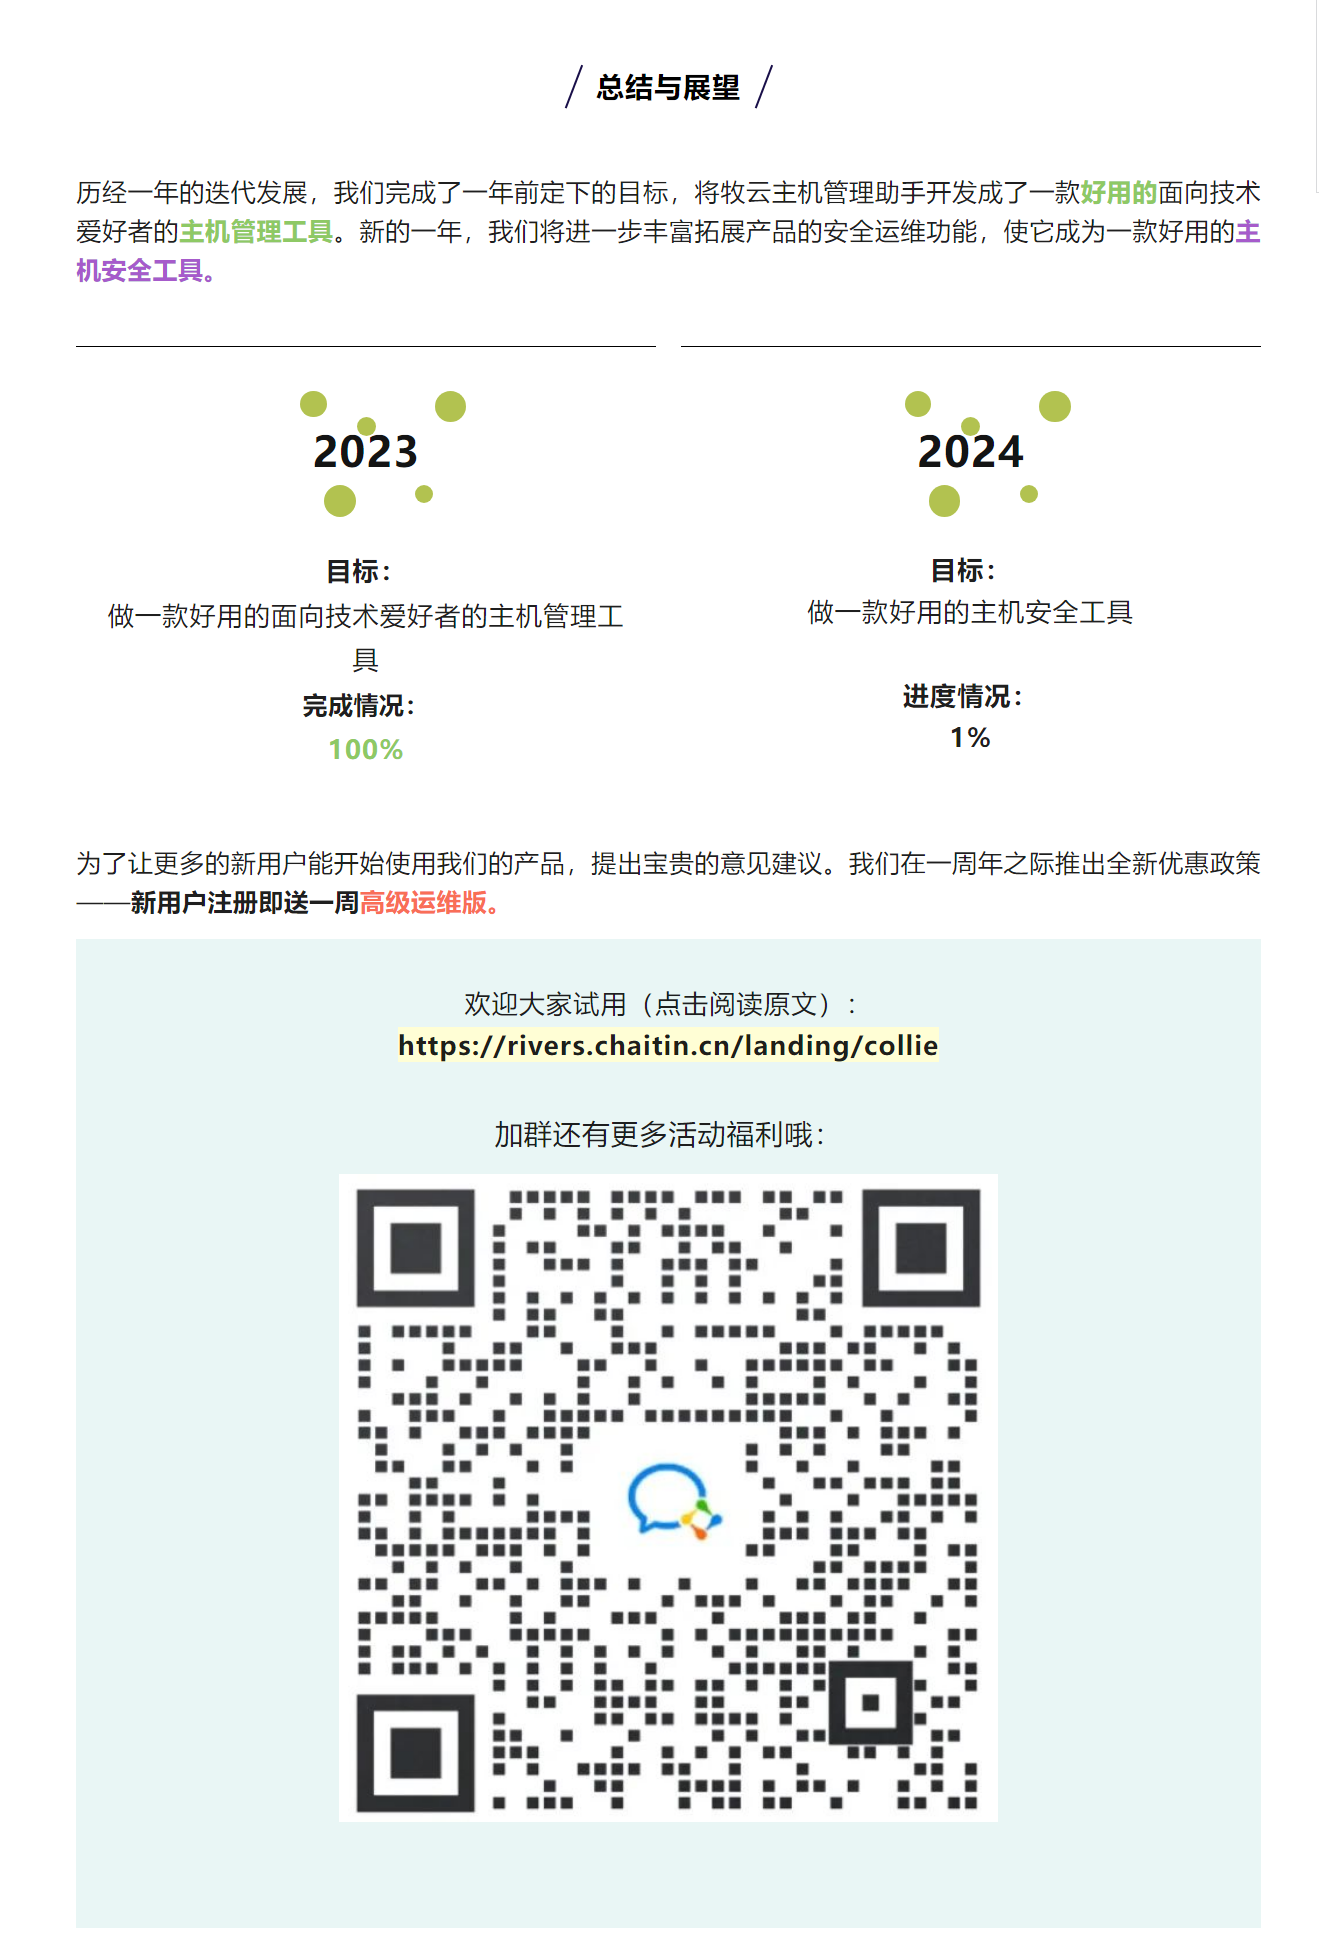 总结与展望
历经一年的迭代发展，我们完成了一年前定下的目标，将牧云主机管理助手开发成了一款好用的面向技术
爱好者的主机管理工具。新的一年，我们将进一步丰富拓展产品的安全运维功能，使它成为一款好用的主
机安全工具。
2023
目标：
做一款好用的面向技术爱好者的主机管理工
具
完成情况：
100%
2024
目标：
做一款好用的主机安全工具
进度情况：
1%
为了让更多的新用户能开始使用我们的产品，提出宝贵的意见建议。我们在一周年之际推出全新优惠政策
——新用户注册即送一周高级运维版。
欢迎大家试用（点击阅读原文）：
https://rivers.chaitin.cn/landing/collie
加群还有更多活动福利哦：